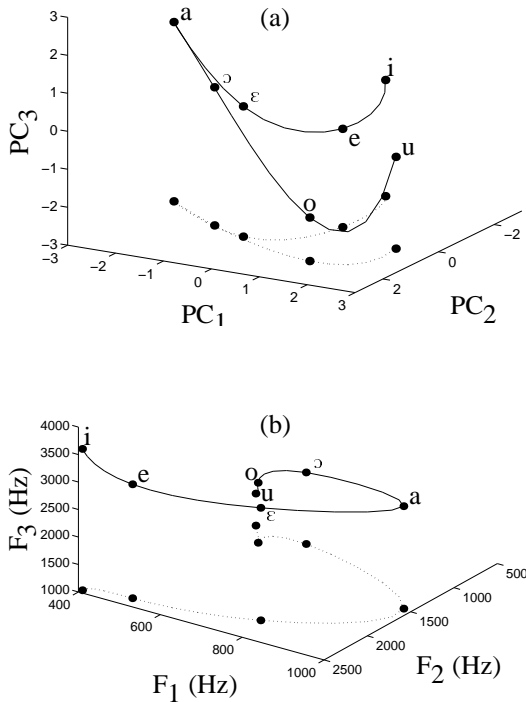 (a)
a
ɔ
ɛ
e
i
o
u
PC3
3
2
1
0
−1
−2
−3
−3
−2
−1
0
1
2
3
PC1
2
0
−2
PC2
(b)
i
e
o
ɔ
u
ɛ
a
F3 (Hz)
4000
3500
3000
2500
2000
1500
1000
400
600
800
1000
F1 (Hz)
2500
2000
1500
1000
500
F2 (Hz)